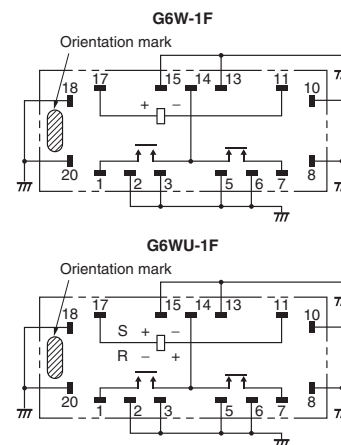 G6W-1F
Orientation mark
18 17 15 14 13 11 10
+ −
20 1 2 3 5 6 7 8
G6WU-1F
Orientation mark
18 17 15 14 13 11 10
S + −
R − +
20 1 2 3 5 6 7 8